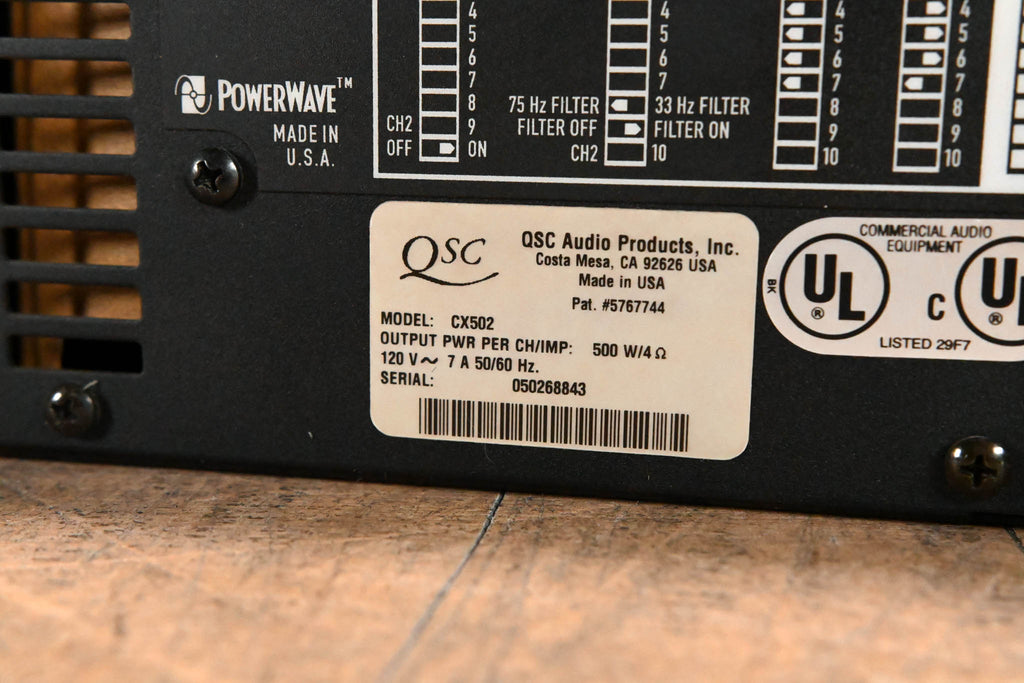 4 4 4 4
5 5 5 5
6 6 6 6
7 7 7 7
8 75 Hz FILTER 33 Hz FILTER 8 8
CH2 9 FILTER OFF FILTER ON 9 9
OFF ON CH2 10 10 10
POWERWAVE™
MADE IN
U.S.A.
QSC
QSC Audio Products, Inc.
Costa Mesa, CA 92626 USA
Made in USA
Pat. #5767744
MODEL: CX502
OUTPUT PWR PER CH/IMP: 500 W/4 Ω
120 V~ 7 A 50/60 Hz.
SERIAL: 050268843
COMMERCIAL AUDIO
EQUIPMENT
BK UL ® C UL ®
LISTED 29F7